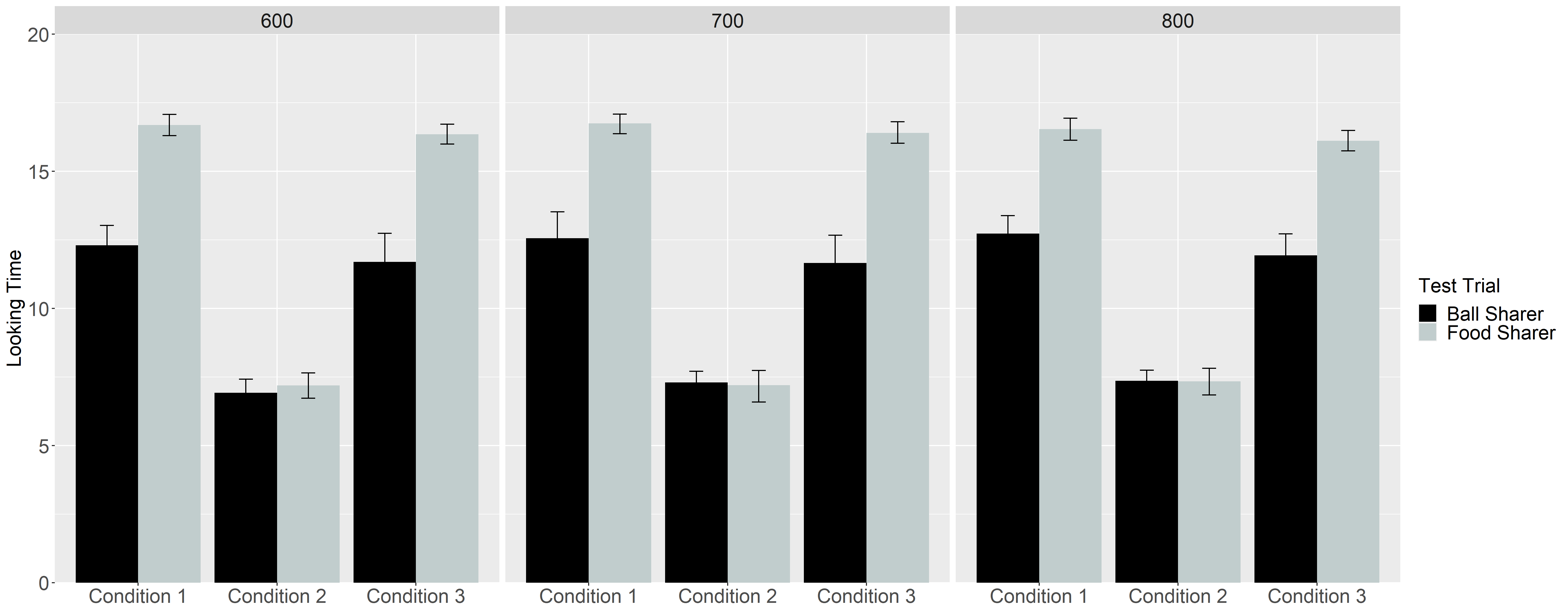 600 700 800
20
15
10
5
0
Looking Time
Condition 1 Condition 2 Condition 3 Condition 1 Condition 2 Condition 3 Condition 1 Condition 2 Condition 3
Test Trial
Ball Sharer
Food Sharer